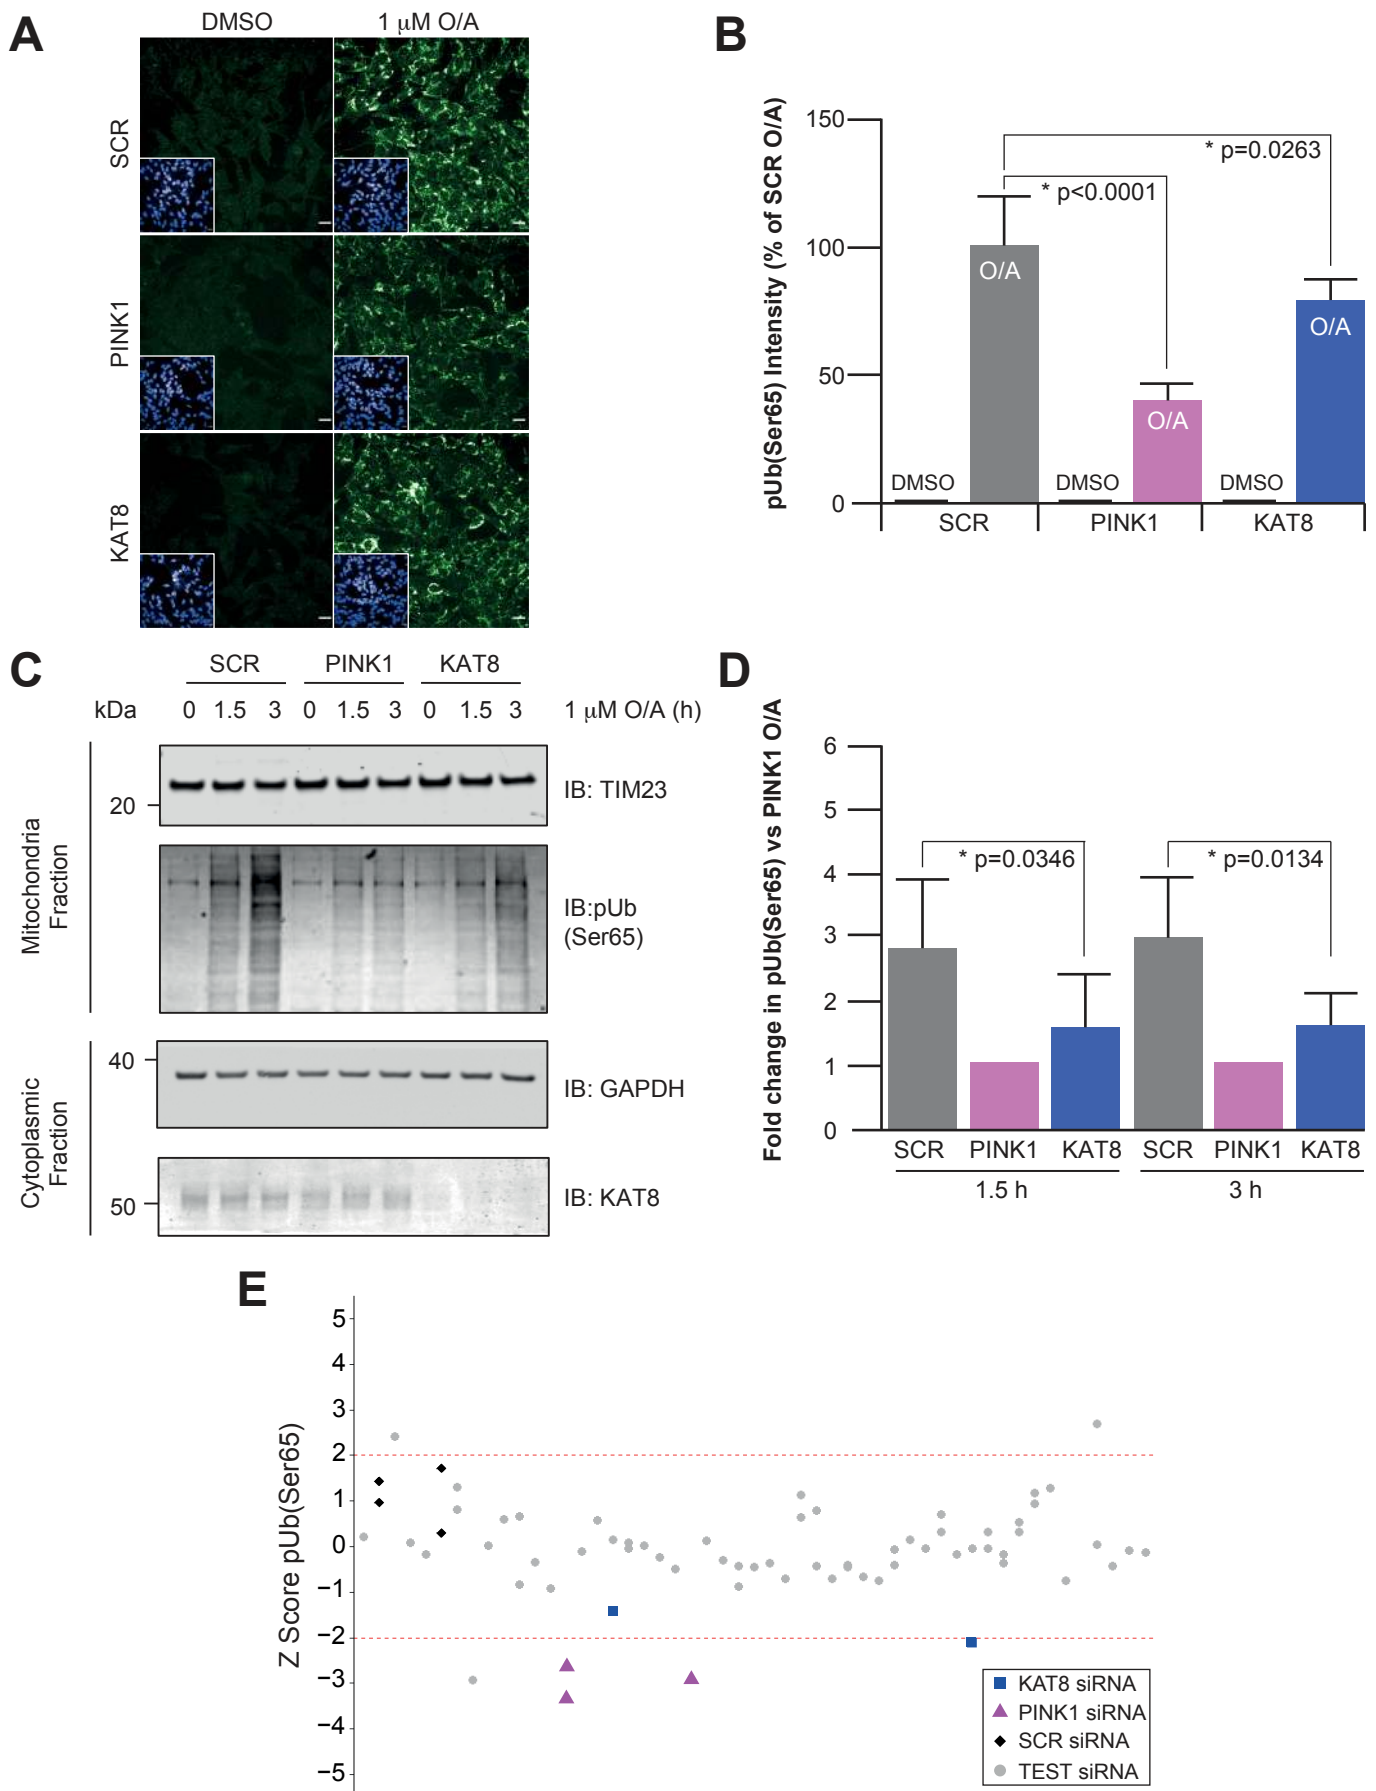 A
DMSO
1 μM O/A
SCR
PINK1
KAT8
B
pUb(Ser65) Intensity (% of SCR O/A)
150
100
50
0
* p=0.0263
* p<0.0001
O/A
O/A
O/A
DMSO
DMSO
DMSO
SCR
PINK1
KAT8
C
SCR
PINK1
KAT8
kDa
0 1.5 3 0 1.5 3 0 1.5 3
1 μM O/A (h)
Mitochondria
Fraction
20
IB: TIM23
IB:pUb
(Ser65)
Cytoplasmic
Fraction
40
IB: GAPDH
50
IB: KAT8
D
Fold change in pUb(Ser65) vs PINK1 O/A
6
5
4
3
2
1
0
* p=0.0346
* p=0.0134
SCR PINK1 KAT8 SCR PINK1 KAT8
1.5 h
3 h
E
Z Score pUb(Ser65)
5
4
3
2
1
0
−1
−2
−3
−4
−5
KAT8 siRNA
PINK1 siRNA
SCR siRNA
TEST siRNA